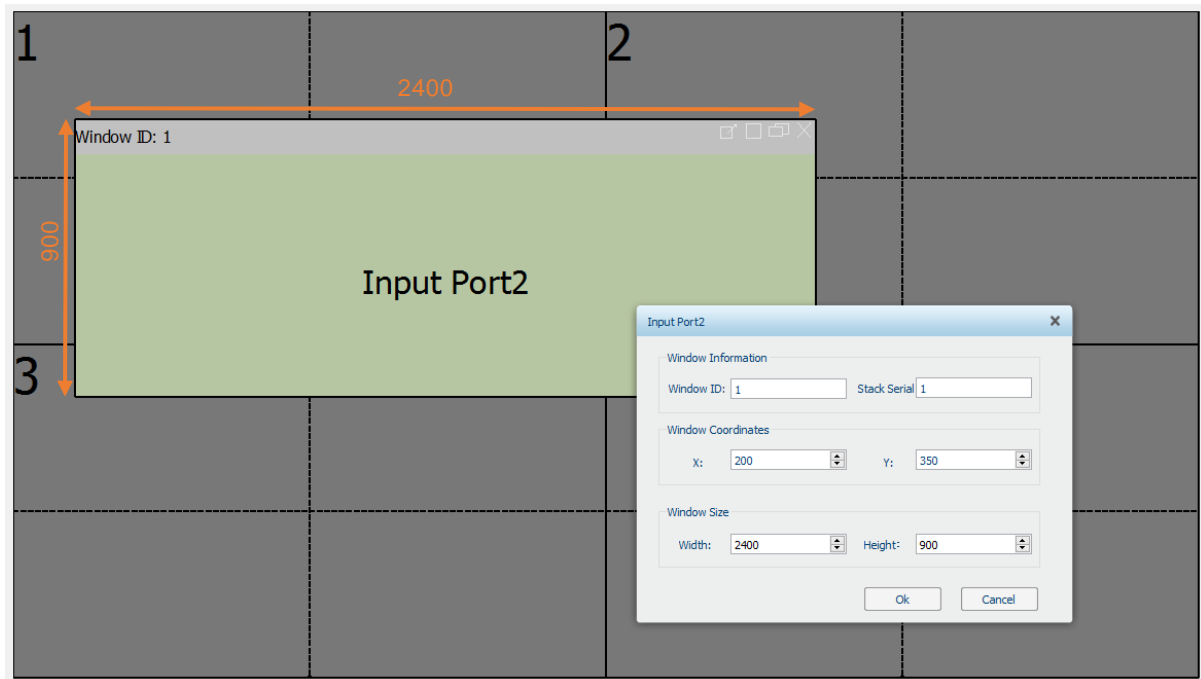 1
2
2400
Window ID: 1
900
Input Port2
3
Input Port2
Window Information
Window ID: 1 Stack Serial 1
Window Coordinates
X: 200 Y: 350
Window Size
Width: 2400 Height: 900
Ok Cancel